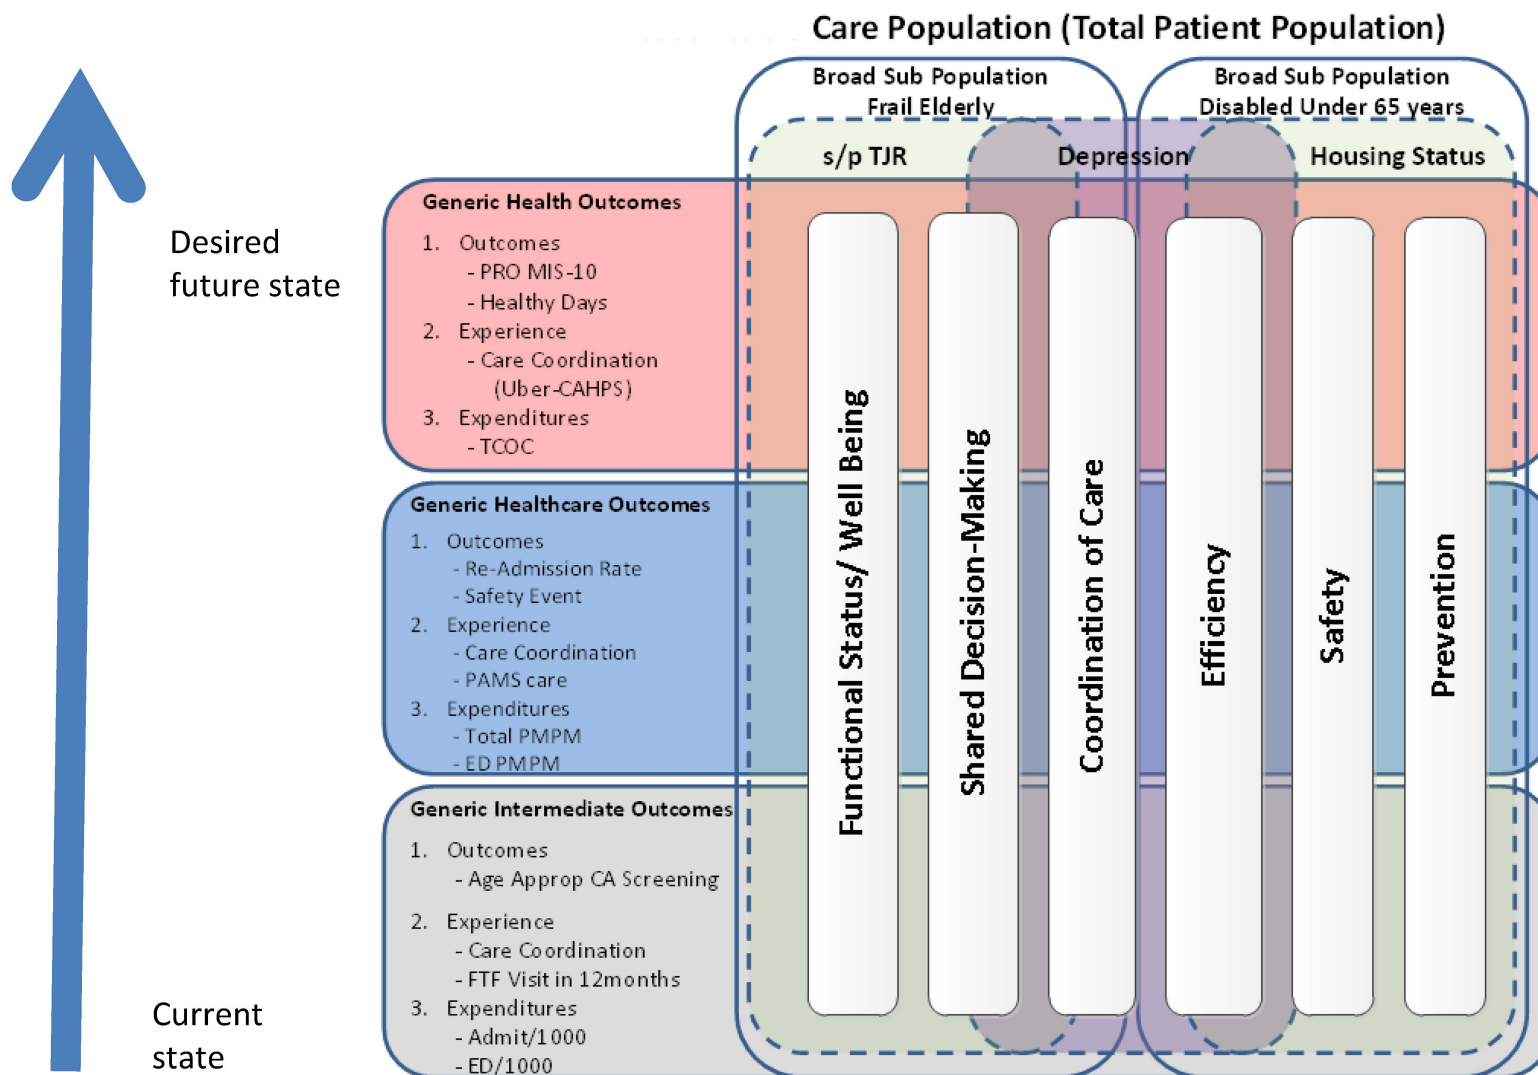 Care Population (Total Patient Population)
Broad Sub Population
Frail Elderly
Broad Sub Population
Disabled Under 65 years
s/p TJR
Depression
Housing Status
Desired
future state
Current
state
Generic Health Outcomes
1. Outcomes
- PRO MIS-10
- Healthy Days
2. Experience
- Care Coordination
(Uber-CAHPS)
3. Expenditures
- TCOC
Generic Healthcare Outcomes
1. Outcomes
- Re-Admission Rate
- Safety Event
2. Experience
- Care Coordination
- PAMS care
3. Expenditures
- Total PMPM
- ED PMPM
Generic Intermediate Outcomes
1. Outcomes
- Age Approp CA Screening
2. Experience
- Care Coordination
- FTF Visit in 12months
3. Expenditures
- Admit/1000
- ED/1000
Functional Status/ Well Being
Shared Decision-Making
Coordination of Care
Efficiency
Safety
Prevention